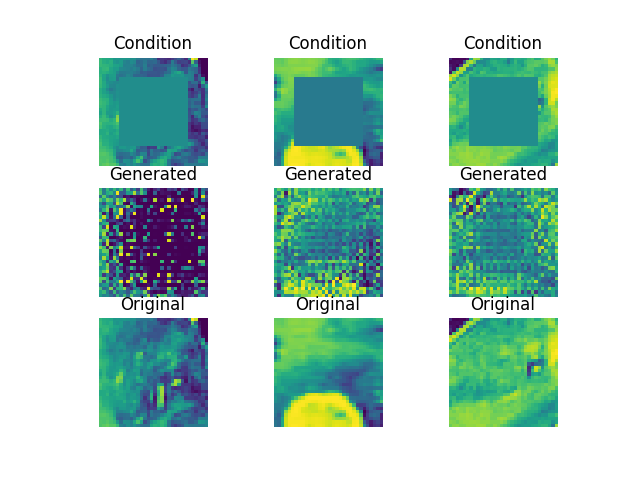 Condition Condition Condition
Generated Generated Generated
Original Original Original